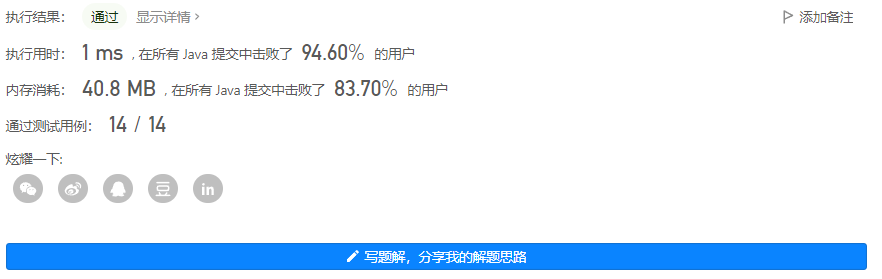 执行结果： 通过 显示详情 › 添加备注
执行用时： 1 ms , 在所有 Java 提交中击败了 94.60% 的用户
内存消耗： 40.8 MB , 在所有 Java 提交中击败了 83.70% 的用户
通过测试用例： 14 / 14
炫耀一下:
豆 in
写题解，分享我的解题思路